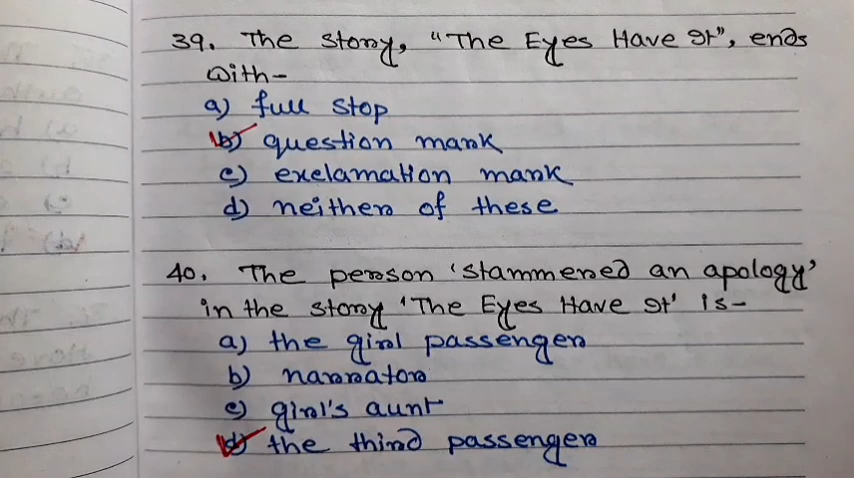 39. The story, "The Eyes Have It", ends
with-
a) full stop
b) question mark
c) exclamation mark
d) neither of these
40. The person 'stammered an apology'
in the story 'The Eyes Have It' is-
a) the girl passenger
b) narrator
c) girl's aunt
d) the third passenger